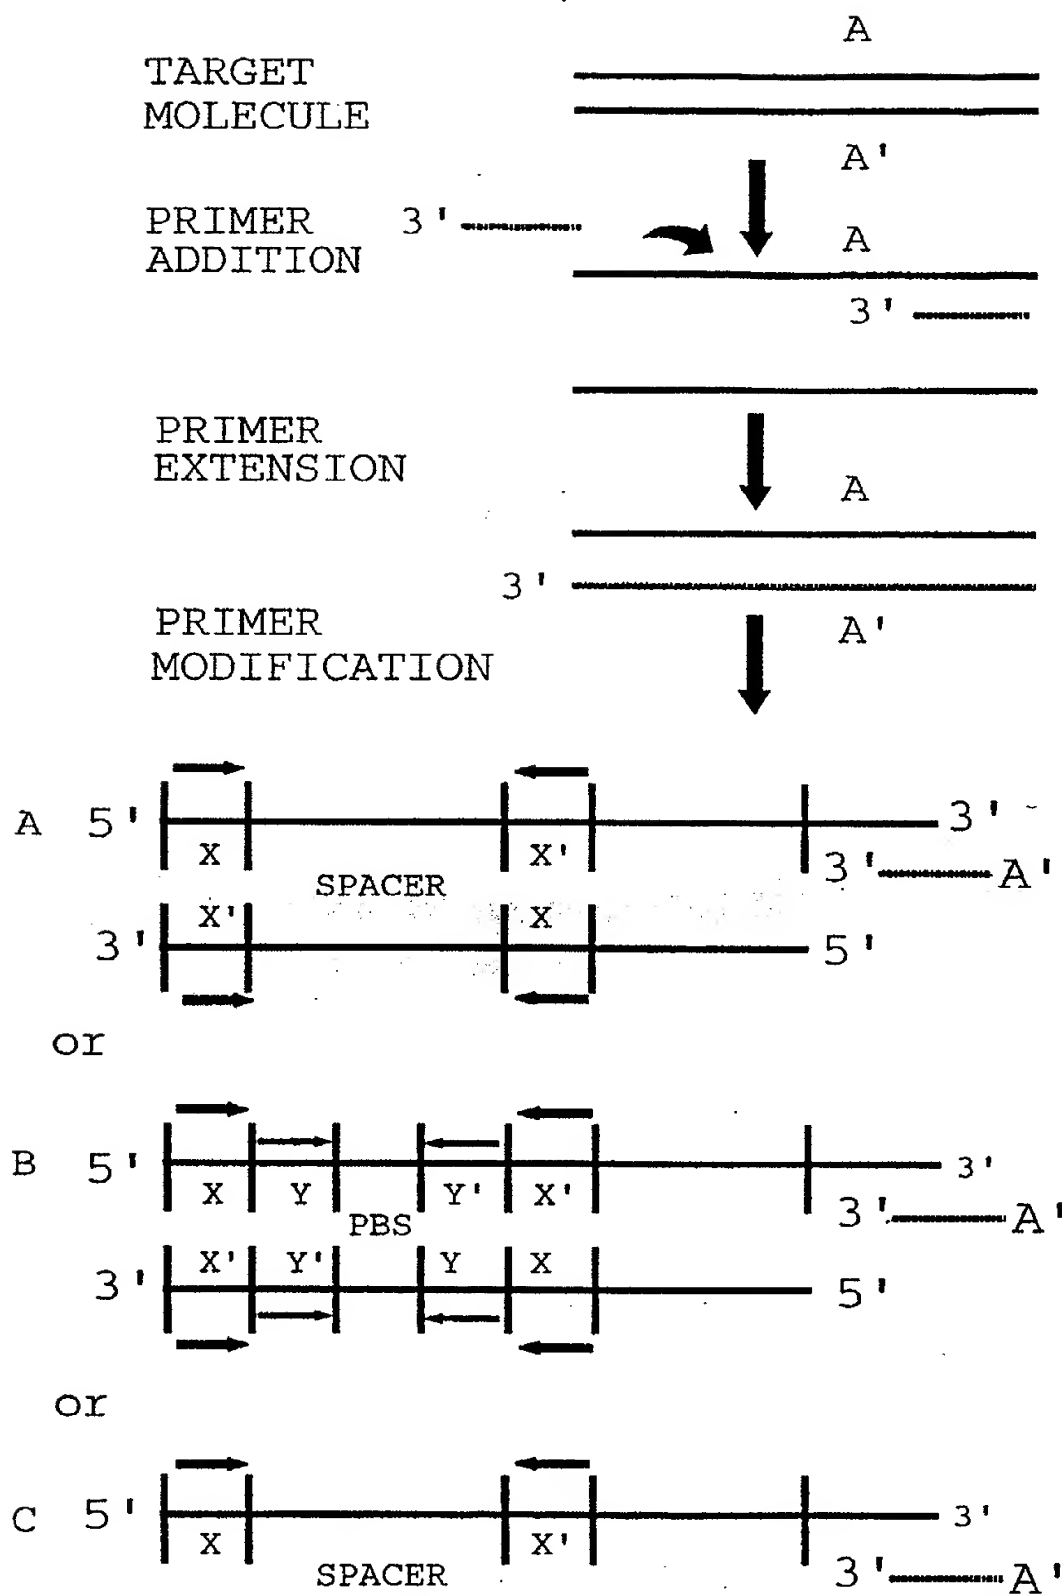 A
TARGET
MOLECULE
A'
PRIMER 3'
ADDITION A
3'
PRIMER
EXTENSION
A
3'
PRIMER A'
MODIFICATION
A 5' 3'
X X' 3' A'
SPACER
X' X
3' 5'
or
B 5' 3'
X Y Y' X' 3' A'
PBS
X' Y' Y X
3' 5'
or
C 5' 3'
X X'
SPACER 3' A'